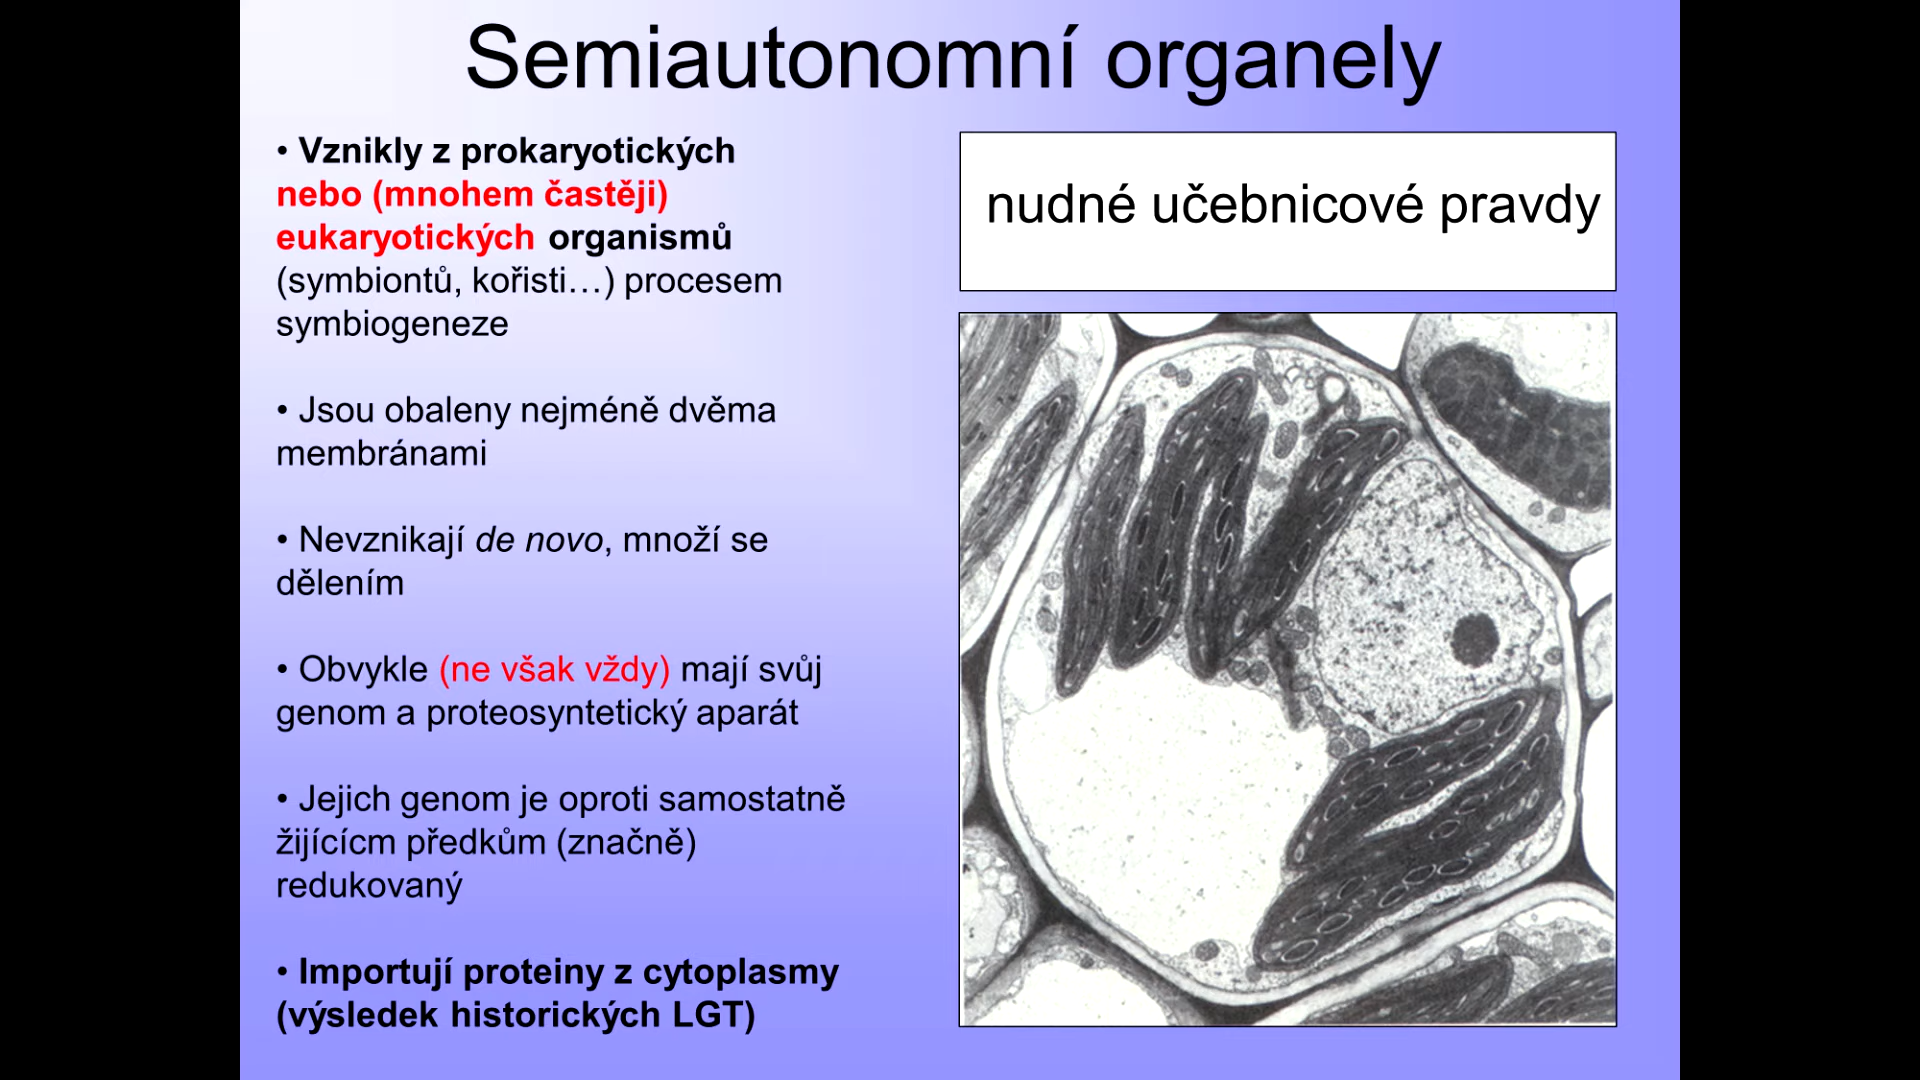 Semiautonomní organely
• Vznikly z prokaryotických
nebo (mnohem častěji)
eukaryotických organismů
(symbiontů, kořisti…) procesem
symbiogeneze
• Jsou obaleny nejméně dvěma
membránami
• Nevznikají de novo, množí se
dělením
• Obvykle (ne však vždy) mají svůj
genom a proteosyntetický aparát
• Jejich genom je oproti samostatně
žijícícm předkům (značně)
redukovaný
• Importují proteiny z cytoplasmy
(výsledek historických LGT)
nudné učebnicové pravdy